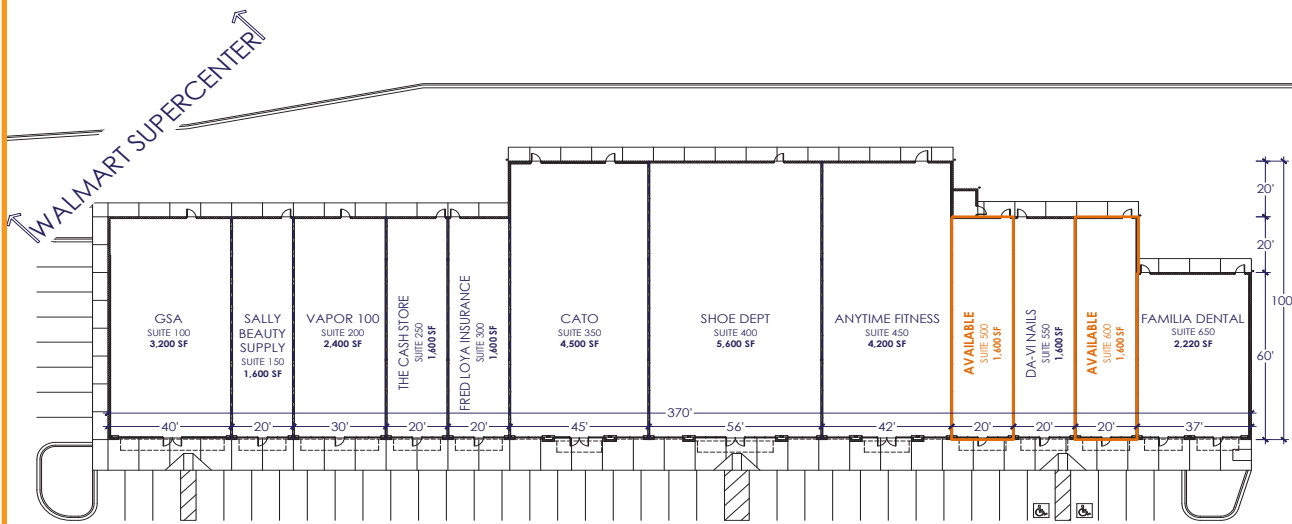 WALMART SUPERCENTER
GSA
SUITE 100
3,200 SF
SALLY
BEAUTY
SUPPLY
SUITE 150
1,600 SF
VAPOR 100
SUITE 200
2,400 SF
THE CASH STORE
SUITE 250
1,600 SF
FRED LOYA INSURANCE
SUITE 300
1,600 SF
CATO
SUITE 350
4,500 SF
SHOE DEPT
SUITE 400
5,600 SF
ANYTIME FITNESS
SUITE 450
4,200 SF
AVAILABLE
SUITE 500
1,600 SF
DA-VI NAILS
SUITE 550
1,600 SF
AVAILABLE
SUITE 600
1,600 SF
FAMILIA DENTAL
SUITE 650
2,220 SF
20'
20'
100'
60'
370'
40'
20'
30'
20'
20'
45'
56'
42'
20'
20'
20'
37'